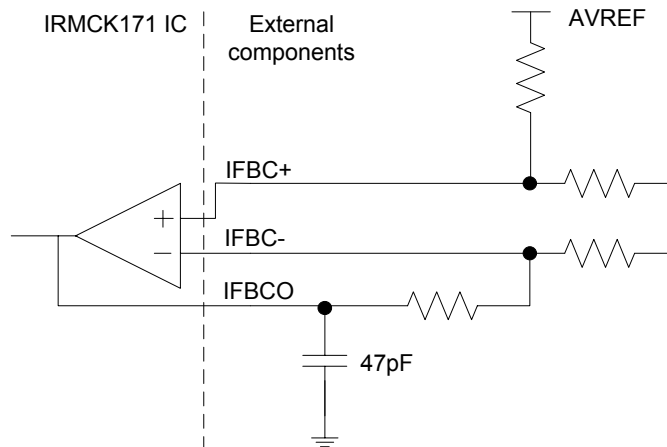 IRMCK171 IC
External
components
AVREF
IFBC+
+
IFBC-
−
IFBCO
47pF